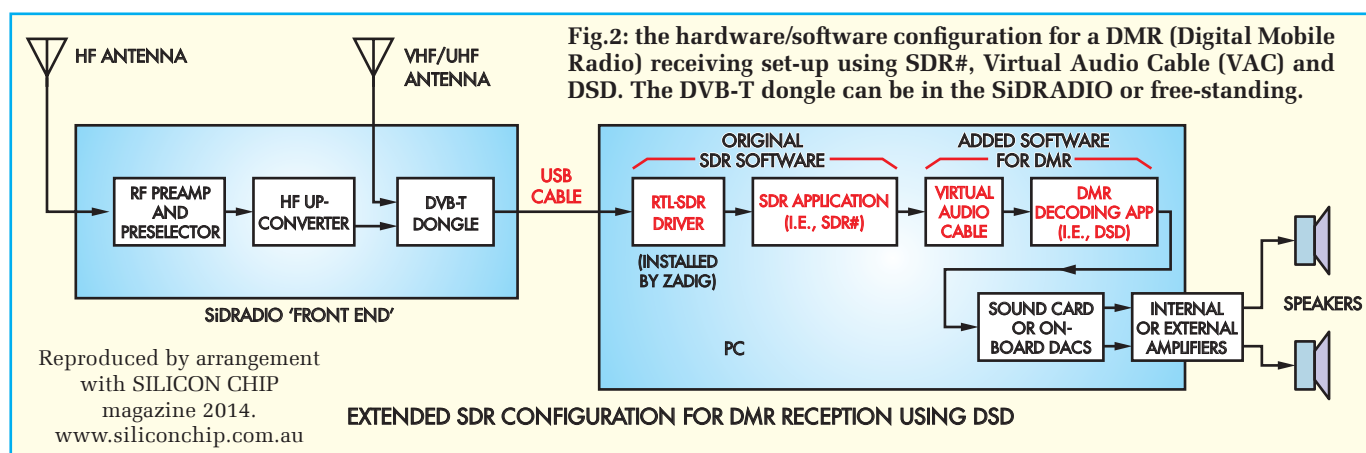 Fig.2: the hardware/software configuration for a DMR (Digital Mobile
Radio) receiving set-up using SDR#, Virtual Audio Cable (VAC) and
DSD. The DVB-T dongle can be in the SiDRADIO or free-standing.
HF ANTENNA
VHF/UHF
ANTENNA
RF PREAMP
AND
PRESELECTOR
HF UP-
CONVERTER
DVB-T
DONGLE
SiDRADIO 'FRONT END'
USB
CABLE
ORIGINAL
SDR SOFTWARE
RTL-SDR
DRIVER
(INSTALLED
BY ZADIG)
SDR APPLICATION
(I.E., SDR#)
ADDED SOFTWARE
FOR DMR
VIRTUAL
AUDIO
CABLE
DMR
DECODING APP
(I.E., DSD)
SOUND CARD
OR ON-
BOARD DACS
INTERNAL
OR EXTERNAL
AMPLIFIERS
SPEAKERS
PC
Reproduced by arrangement
with SILICON CHIP
magazine 2014.
www.siliconchip.com.au
EXTENDED SDR CONFIGURATION FOR DMR RECEPTION USING DSD